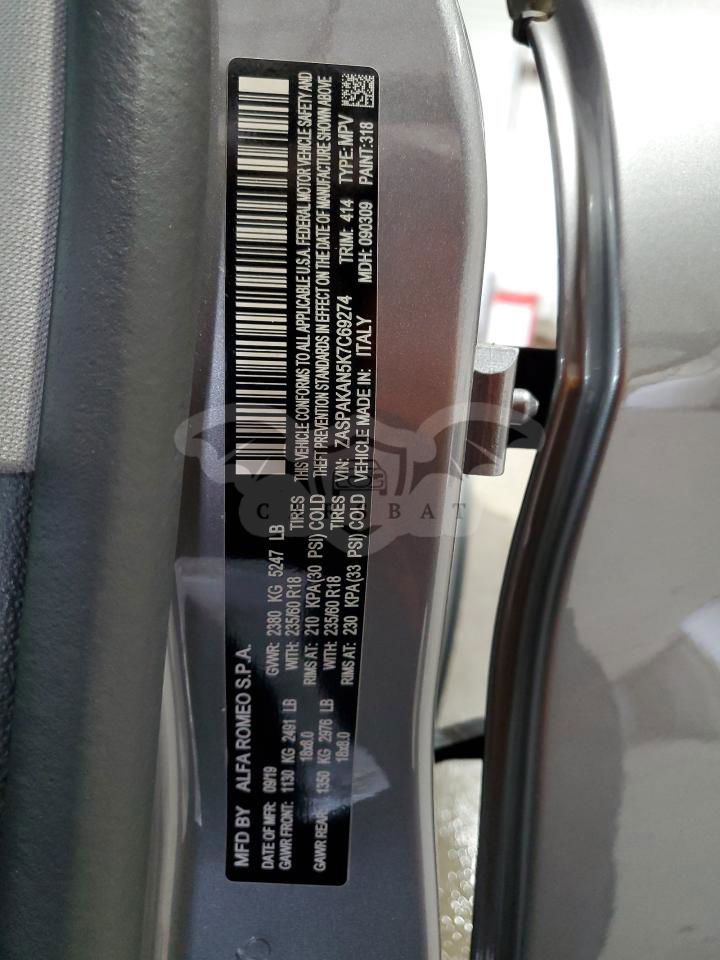 MFD BY ALFA ROMEO S.P.A.
DATE OF MFR: 09/19 GVWR: 2380 KG 5247 LB
GAWR FRONT: 1130 KG 2491 LB WITH: 235/60 R18 TIRES
18x8.0 RIMS AT: 210 KPA(30 PSI) COLD
GAWR REAR: 1350 KG 2976 LB WITH: 235/60 R18 TIRES
18x8.0 RIMS AT: 230 KPA(33 PSI) COLD
THIS VEHICLE CONFORMS TO ALL APPLICABLE U.S.A. FEDERAL MOTOR VEHICLE SAFETY AND
THEFT PREVENTION STANDARDS IN EFFECT ON THE DATE OF MANUFACTURE SHOWN ABOVE
VIN: ZASPAKAN5K7C69274 TRIM: 414 TYPE: MPV
VEHICLE MADE IN: ITALY MDH: 090309 PAINT:318